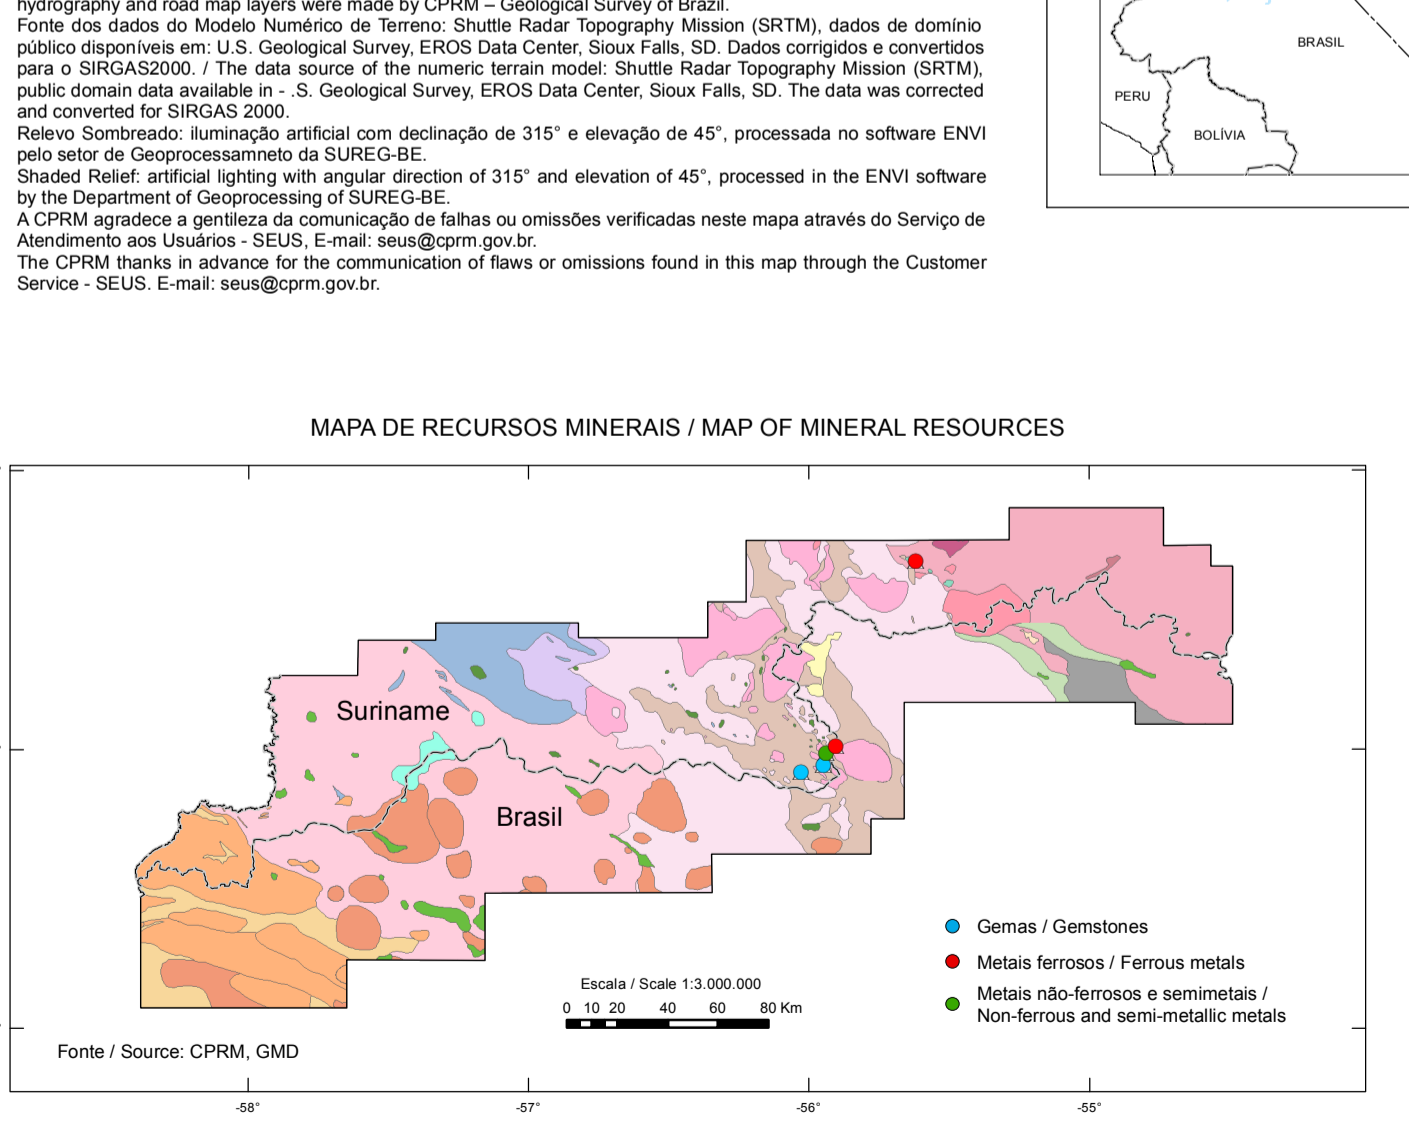 hydrography and road map layers were made by CPRM – Geological Survey of Brazil.
Fonte dos dados do Modelo Numérico de Terreno: Shuttle Radar Topography Mission (SRTM), dados de domínio
público disponíveis em: U.S. Geological Survey, EROS Data Center, Sioux Falls, SD. Dados corrigidos e convertidos
para o SIRGAS2000. / The data source of the numeric terrain model: Shuttle Radar Topography Mission (SRTM),
public domain data available in - .S. Geological Survey, EROS Data Center, Sioux Falls, SD. The data was corrected
and converted for SIRGAS 2000.
Relevo Sombreado: iluminação artificial com declinação de 315° e elevação de 45°, processada no software ENVI
pelo setor de Geoprocessamneto da SUREG-BE.
Shaded Relief: artificial lighting with angular direction of 315° and elevation of 45°, processed in the ENVI software
by the Department of Geoprocessing of SUREG-BE.
A CPRM agradece a gentileza da comunicação de falhas ou omissões verificadas neste mapa através do Serviço de
Atendimento aos Usuários - SEUS, E-mail: seus@cprm.gov.br.
The CPRM thanks in advance for the communication of flaws or omissions found in this map through the Customer
Service - SEUS. E-mail: seus@cprm.gov.br.
BRASIL
PERU
BOLÍVIA
MAPA DE RECURSOS MINERAIS / MAP OF MINERAL RESOURCES
Suriname
Brasil
Gemas / Gemstones
Metais ferrosos / Ferrous metals
Metais não-ferrosos e semimetais /
Non-ferrous and semi-metallic metals
Escala / Scale 1:3.000.000
0 10 20 40 60 80 Km
Fonte / Source: CPRM, GMD
-58° -57° -56° -55°